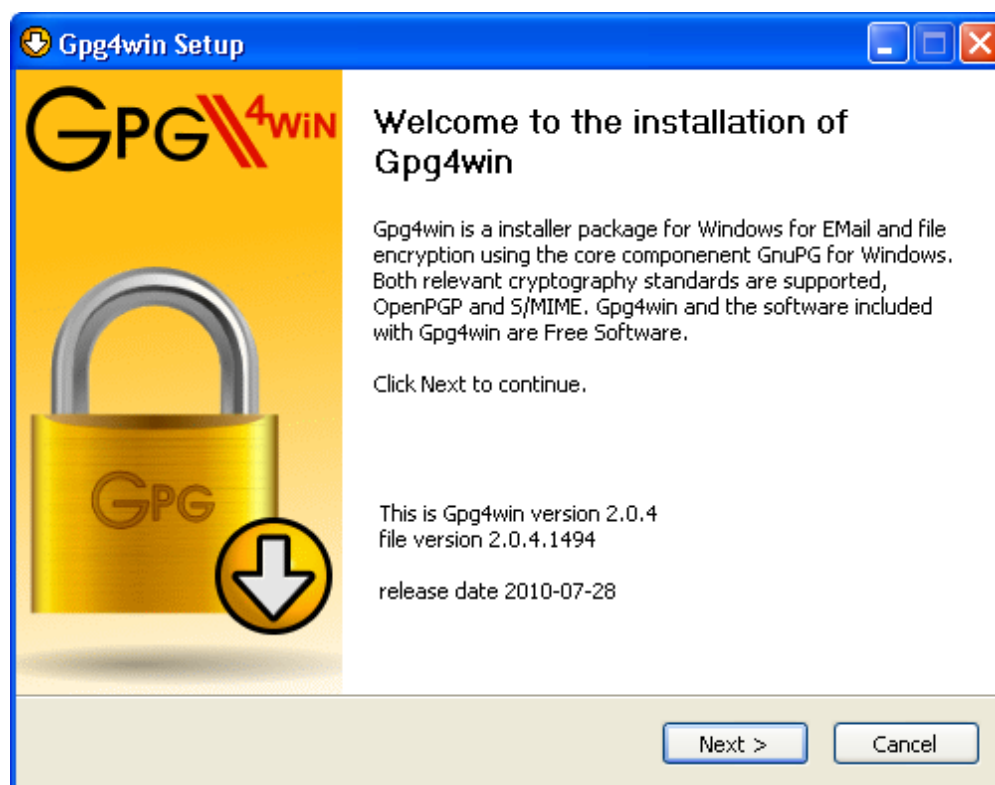 Gpg4win Setup
GPG4WIN
Welcome to the installation of
Gpg4win
Gpg4win is a installer package for Windows for EMail and file
encryption using the core componenent GnuPG for Windows.
Both relevant cryptography standards are supported,
OpenPGP and S/MIME. Gpg4win and the software included
with Gpg4win are Free Software.
Click Next to continue.
GPG
This is Gpg4win version 2.0.4
file version 2.0.4.1494
release date 2010-07-28
Next >
Cancel